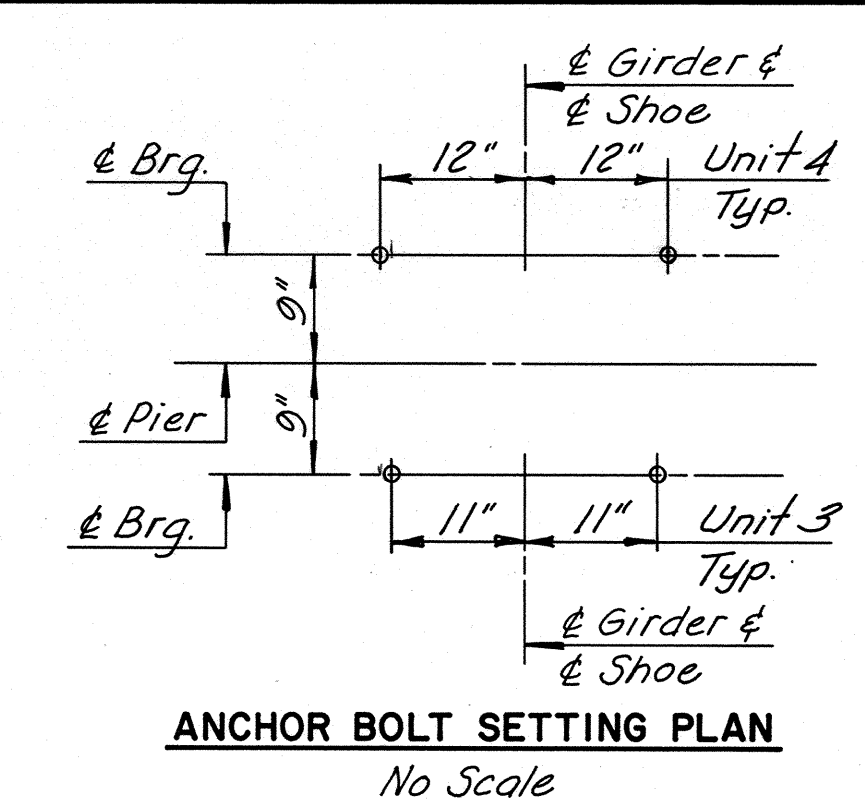 ℄ Girder &
℄ Shoe
℄ Brg.
12" 12" Unit 4
Typ.
9"
℄ Pier
9"
℄ Brg.
11" 11" Unit 3
Typ.
℄ Girder &
℄ Shoe
ANCHOR BOLT SETTING PLAN
No Scale